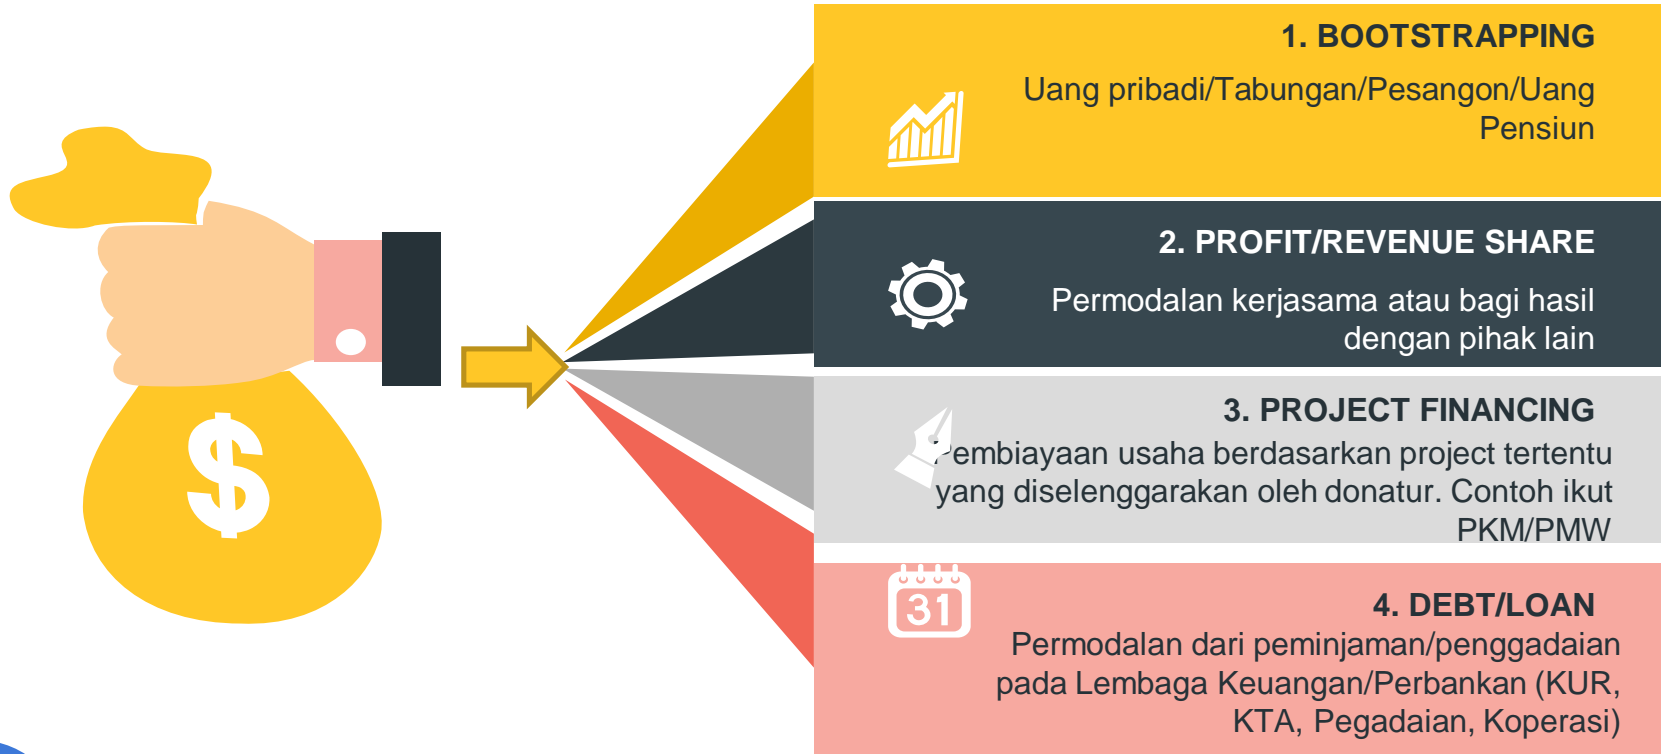 1. BOOTSTRAPPING
Uang pribadi/Tabungan/Pesangon/Uang
Pensiun
2. PROFIT/REVENUE SHARE
Permodalan kerjasama atau bagi hasil
dengan pihak lain
3. PROJECT FINANCING
Pembiayaan usaha berdasarkan project tertentu
yang diselenggarakan oleh donatur. Contoh ikut
PKM/PMW
31
4. DEBT/LOAN
Permodalan dari peminjaman/penggadaian
pada Lembaga Keuangan/Perbankan (KUR,
KTA, Pegadaian, Koperasi)
$